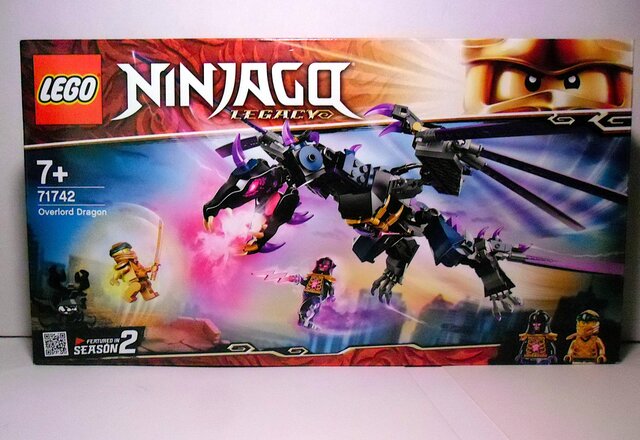 LEGO
NINJAGO
LEGACY
7+
71742
Overlord Dragon
FEATURED IN
SEASON 2